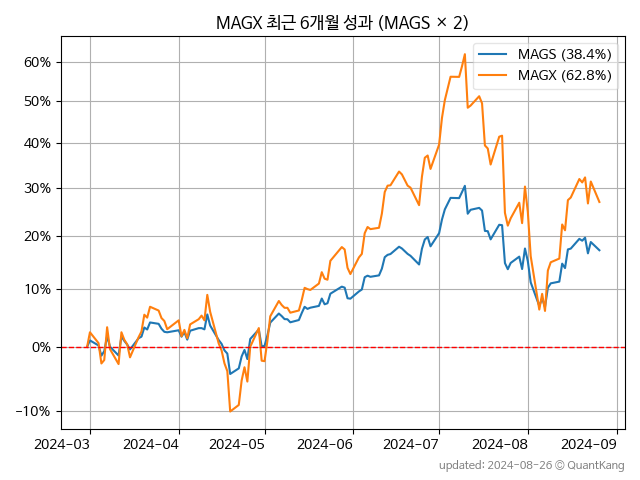 MAGX 최근 6개월 성과 (MAGS × 2)
MAGS (38.4%)
MAGX (62.8%)
60%
50%
40%
30%
20%
10%
0%
−10%
2024−03 2024−04 2024−05 2024−06 2024−07 2024−08 2024−09
updated: 2024-08-26 © QuantKang